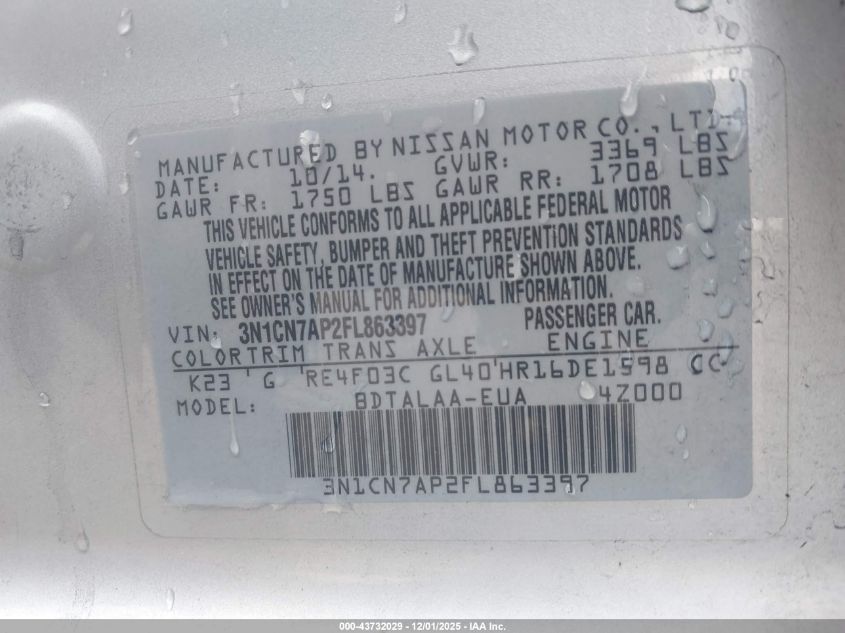 MANUFACTURED BY NISSAN MOTOR CO., LTD.
DATE: 10/14. GVWR: 3369 LBS
GAWR FR: 1750 LBS GAWR RR: 1708 LBS
THIS VEHICLE CONFORMS TO ALL APPLICABLE FEDERAL MOTOR
VEHICLE SAFETY, BUMPER AND THEFT PREVENTION STANDARDS
IN EFFECT ON THE DATE OF MANUFACTURE SHOWN ABOVE.
SEE OWNER'S MANUAL FOR ADDITIONAL INFORMATION.
VIN: 3N1CN7AP2FL863397 PASSENGER CAR.
COLOR TRIM TRANS AXLE ENGINE
K23 G RE4F03C GL40 HR16DE1598 CC
MODEL: BDTALAA-EUA 4Z000
3N1CN7AP2FL863397
000-43732029 - 12/01/2025 - IAA Inc.